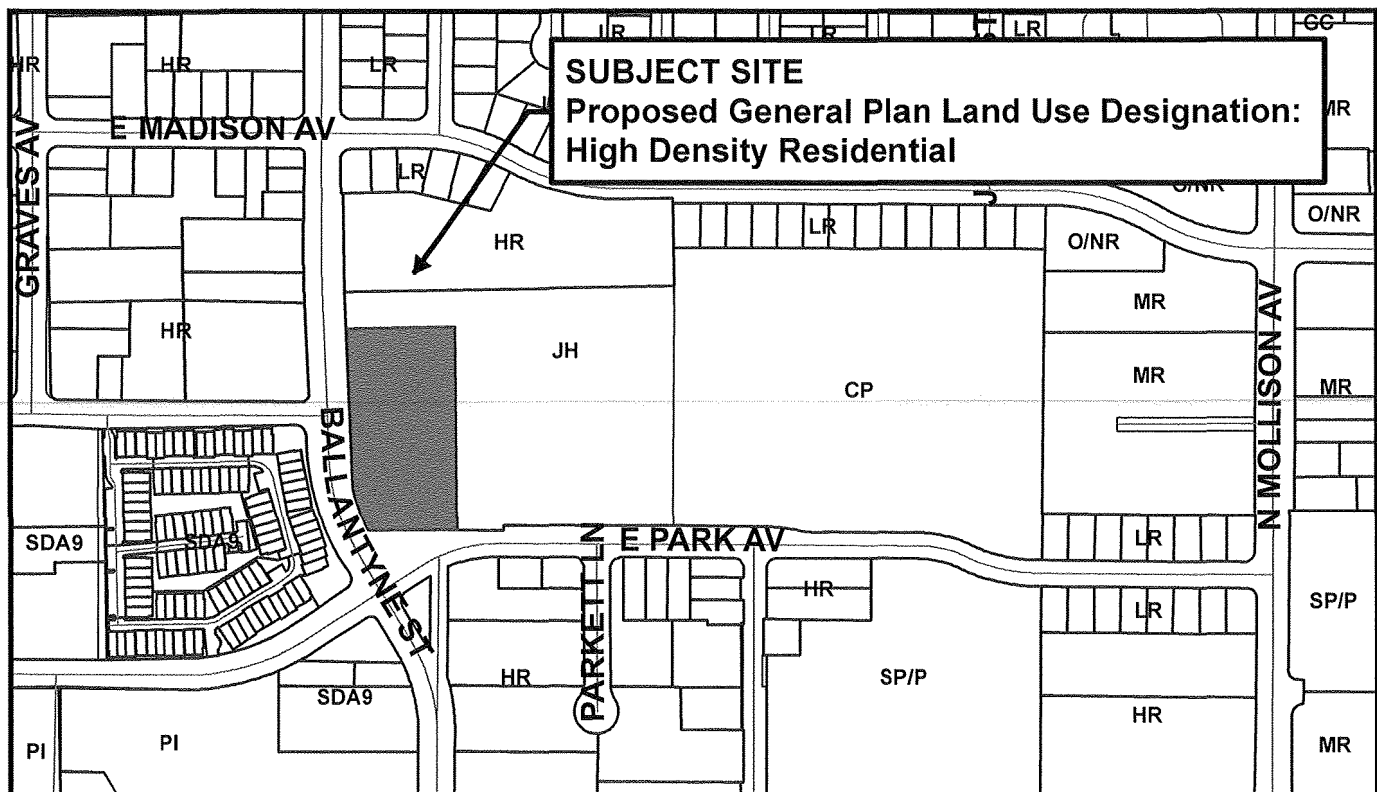 LR
LR
LR
L
GC
HR
HR
LR
SUBJECT SITE
Proposed General Plan Land Use Designation:
High Density Residential
MR
E MADISON AV
GRAVES AV
LR
O/NR
O/NR
LR
O/NR
HR
MR
HR
JH
CP
MR
MR
N MOLLISON AV
BALLANTYNE ST
SDA9
SDA9
E PARK AV
LR
PARKETT LN
HR
LR
SP/P
HR
SP/P
SDA9
HR
PI
PI
MR